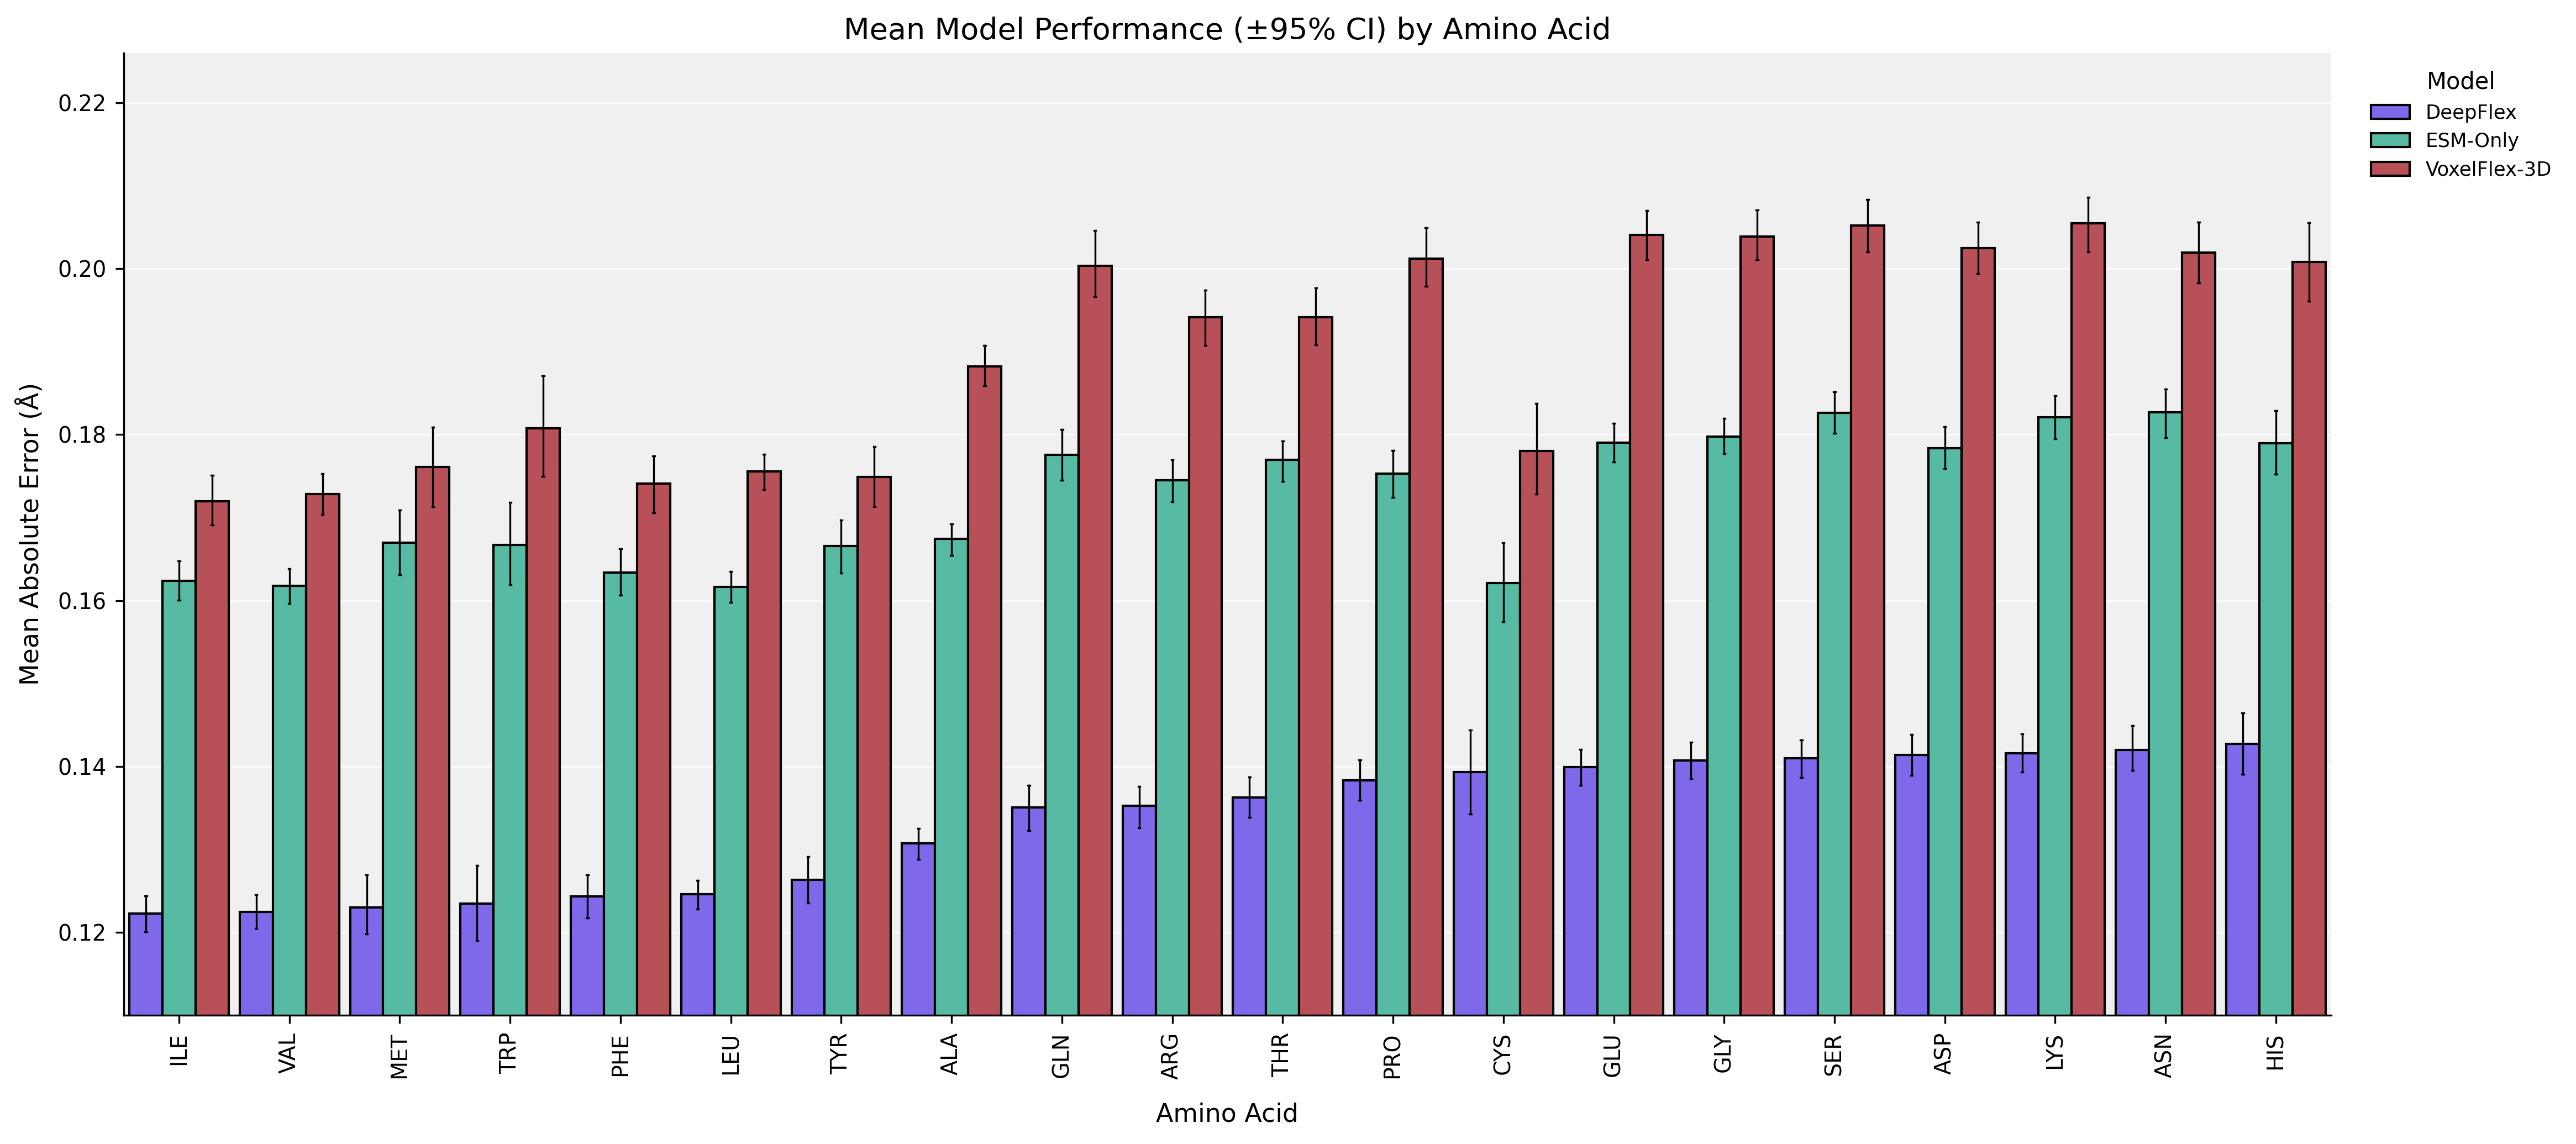 Mean Model Performance (±95% CI) by Amino Acid
Model
DeepFlex
ESM-Only
VoxelFlex-3D
Mean Absolute Error (Å)
0.22
0.20
0.18
0.16
0.14
0.12
ILE
VAL
MET
TRP
PHE
LEU
TYR
ALA
GLN
ARG
THR
PRO
CYS
GLU
GLY
SER
ASP
LYS
ASN
HIS
Amino Acid